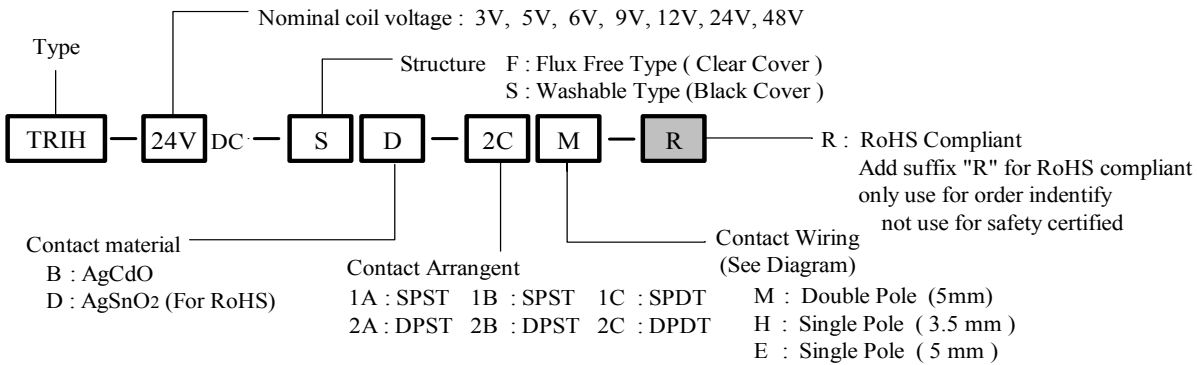 Nominal coil voltage : 3V, 5V, 6V, 9V, 12V, 24V, 48V
Type
Structure F : Flux Free Type ( Clear Cover )
S : Washable Type (Black Cover )
TRIH 24V DC S D 2C M R
R : RoHS Compliant
Add suffix "R" for RoHS compliant
only use for order indentify
not use for safety certified
Contact material
B : AgCdO
D : AgSnO2 (For RoHS)
Contact Arrangent
1A : SPST 1B : SPST 1C : SPDT
2A : DPST 2B : DPST 2C : DPDT
Contact Wiring
(See Diagram)
M : Double Pole (5mm)
H : Single Pole ( 3.5 mm )
E : Single Pole ( 5 mm )